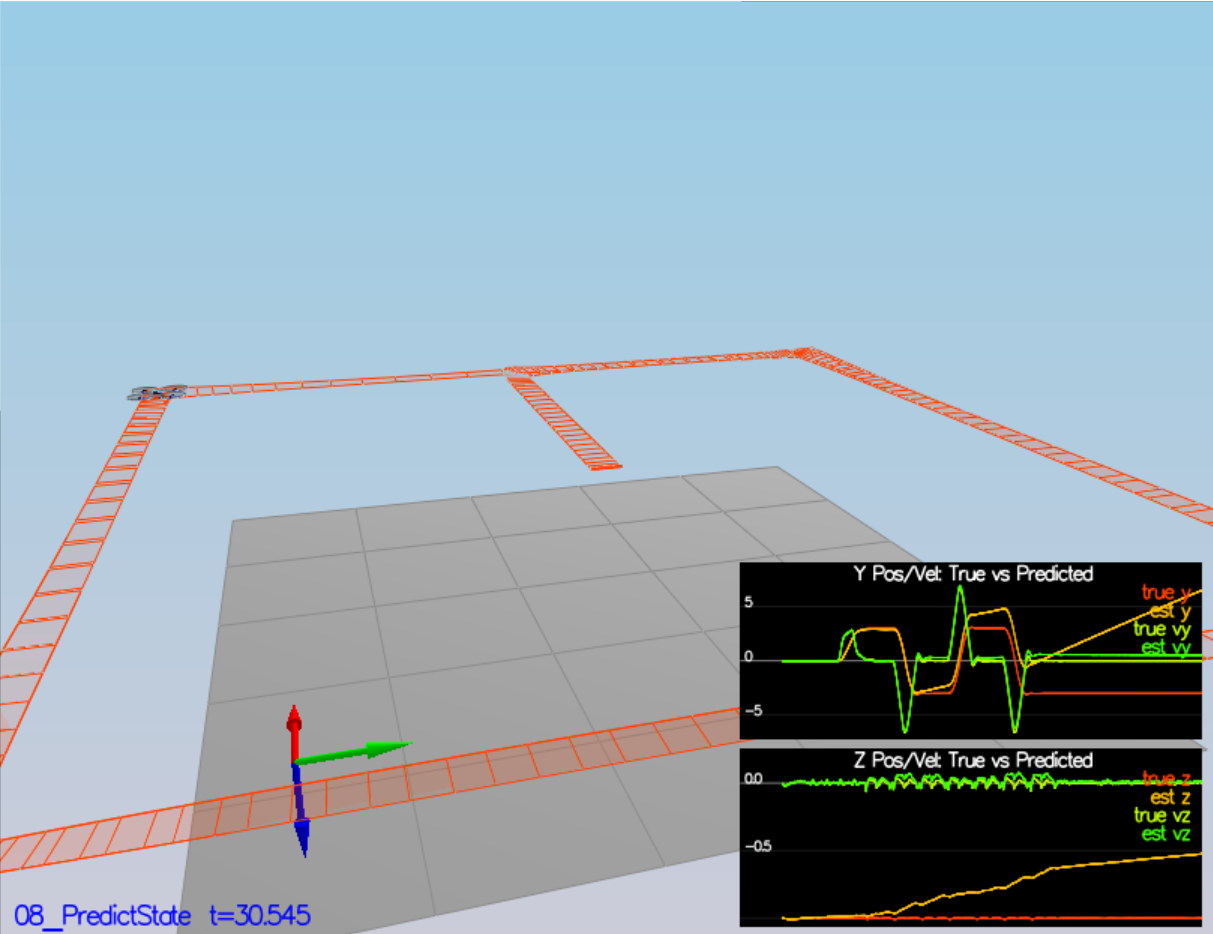 Y Pos/Vel: True vs Predicted
5
true y
est y
true vy
0
est vy
−5
Z Pos/Vel: True vs Predicted
0.0
true z
est z
true vz
est vz
−0.5
08_PredictState t=30.545